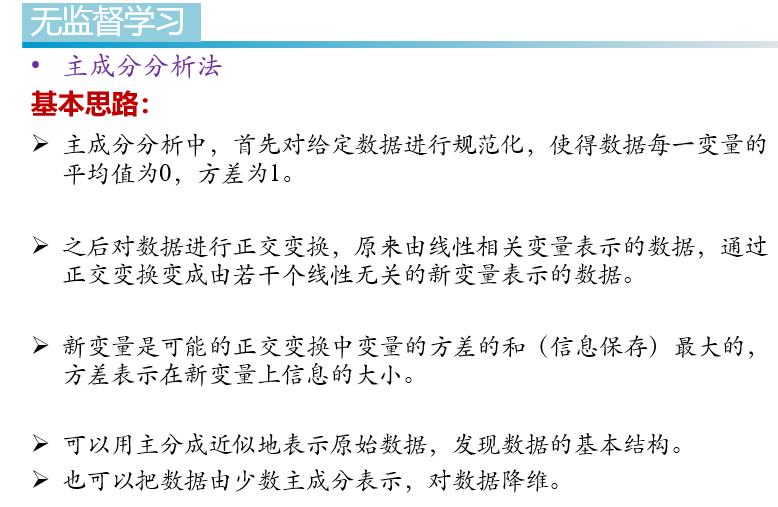 无监督学习
• 主成分分析法
基本思路：
➢ 主成分分析中，首先对给定数据进行规范化，使得数据每一变量的
平均值为0，方差为1。
➢ 之后对数据进行正交变换，原来由线性相关变量表示的数据，通过
正交变换变成由若干个线性无关的新变量表示的数据。
➢ 新变量是可能的正交变换中变量的方差的和（信息保存）最大的，
方差表示在新变量上信息的大小。
➢ 可以用主分成近似地表示原始数据，发现数据的基本结构。
➢ 也可以把数据由少数主成分表示，对数据降维。